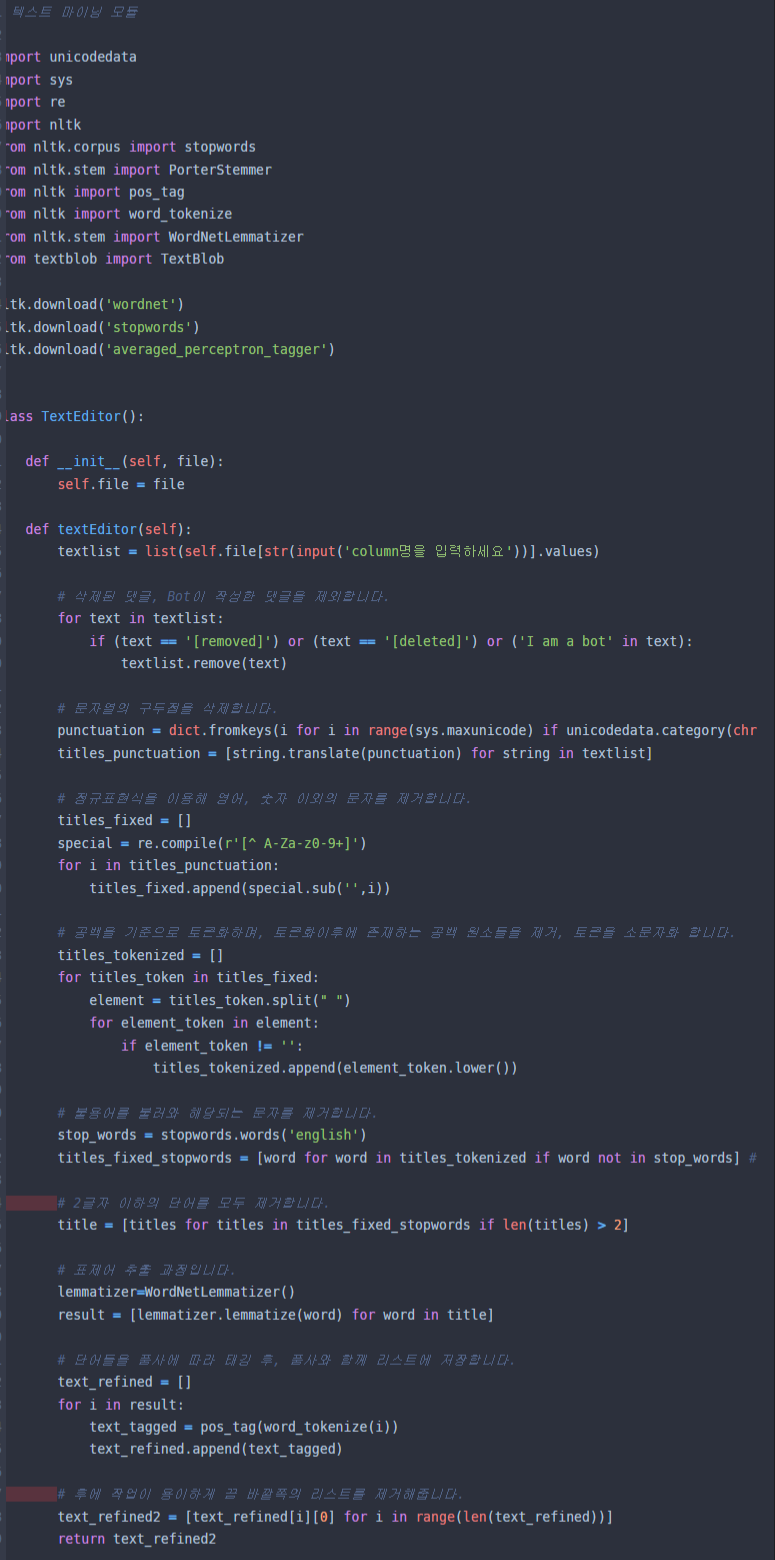 텍스트 마이닝 모듈
mport unicodedata
mport sys
mport re
mport nltk
rom nltk.corpus import stopwords
rom nltk.stem import PorterStemmer
rom nltk import pos_tag
rom nltk import word_tokenize
rom nltk.stem import WordNetLemmatizer
rom textblob import TextBlob
ltk.download('wordnet')
ltk.download('stopwords')
ltk.download('averaged_perceptron_tagger')
lass TextEditor():
def __init__(self, file):
self.file = file
def textEditor(self):
textlist = list(self.file[str(input('column명을 입력하세요'))].values)
# 삭제된 댓글, Bot이 작성한 댓글을 제외합니다.
for text in textlist:
if (text == '[removed]') or (text == '[deleted]') or ('I am a bot' in text):
textlist.remove(text)
# 문자열의 구두점을 삭제합니다.
punctuation = dict.fromkeys(i for i in range(sys.maxunicode) if unicodedata.category(chr
titles_punctuation = [string.translate(punctuation) for string in textlist]
# 정규표현식을 이용해 영어, 숫자 이외의 문자를 제거합니다.
titles_fixed = []
special = re.compile(r'[^ A-Za-z0-9+]')
for i in titles_punctuation:
titles_fixed.append(special.sub('',i))
# 공백을 기준으로 토큰화하며, 토큰화이후에 존재하는 공백 원소들을 제거, 토큰을 소문자화 합니다.
titles_tokenized = []
for titles_token in titles_fixed:
element = titles_token.split(" ")
for element_token in element:
if element_token != '':
titles_tokenized.append(element_token.lower())
# 불용어를 불러와 해당되는 문자를 제거합니다.
stop_words = stopwords.words('english')
titles_fixed_stopwords = [word for word in titles_tokenized if word not in stop_words] #
# 2글자 이하의 단어를 모두 제거합니다.
title = [titles for titles in titles_fixed_stopwords if len(titles) > 2]
# 표제어 추출 과정입니다.
lemmatizer=WordNetLemmatizer()
result = [lemmatizer.lemmatize(word) for word in title]
# 단어들을 품사에 따라 태깅 후, 품사와 함께 리스트에 저장합니다.
text_refined = []
for i in result:
text_tagged = pos_tag(word_tokenize(i))
text_refined.append(text_tagged)
# 후에 작업이 용이하게 끔 바깥쪽의 리스트를 제거해줍니다.
text_refined2 = [text_refined[i][0] for i in range(len(text_refined))]
return text_refined2